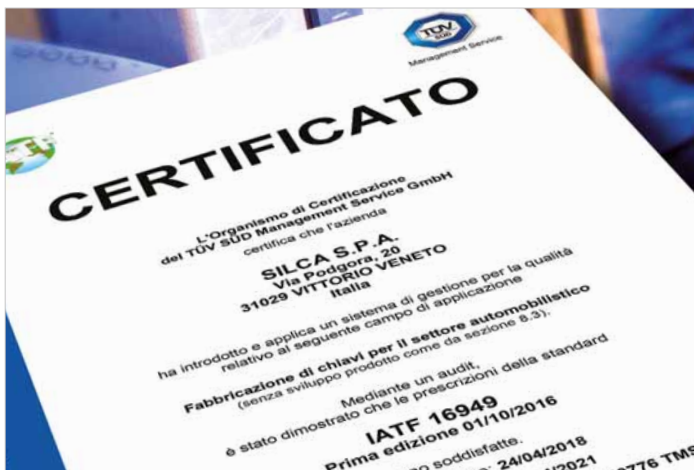 TÜV
SÜD
Management Service
CERTIFICATO
L'Organismo di Certificazione
del TÜV SÜD Management Service GmbH
certifica che l'azienda
SILCA S.P.A.
Via Podgora, 20
31029 VITTORIO VENETO
Italia
ha introdotto e applica un sistema di gestione per la qualità
relativo al seguente campo di applicazione
Fabbricazione di chiavi per il settore automobilistico
(senza sviluppo prodotto come da sezione 8.3).
Mediante un audit,
è stato dimostrato che le prescrizioni della standard
IATF 16949
Prima edizione 01/10/2016
soddisfatte.
24/04/2018
/2021
TMS